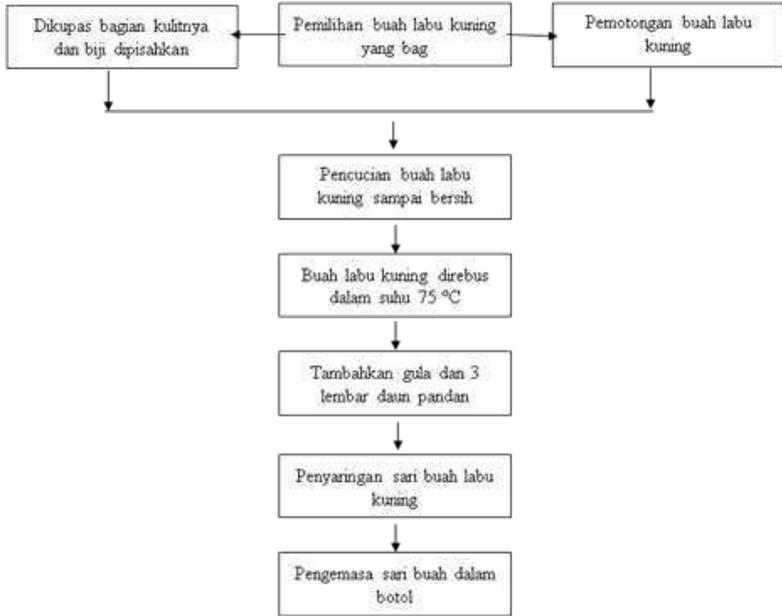 Dikupas bagian kulitnya
dan biji dipisahkan
Pemilihan buah labu kuning
yang bag
Pemotongan buah labu
kuning
Pencucian buah labu
kuning sampai bersih
Buah labu kuning direbus
dalam suhu 75 °C
Tambahkan gula dan 3
lembar daun pandan
Penyaringan sari buah labu
kuning
Pengemasa sari buah dalam
botol